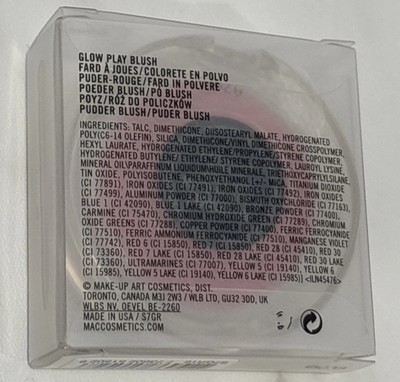 GLOW PLAY BLUSH
FARD À JOUES/COLORETE EN POLVO
PUDER-ROUGE/FARD IN POLVERE
POEDER BLUSH/PÓ BLUSH
POYZ/RÓŻ DO POLICZKÓW
PUDDER BLUSH/PUDER BLUSH
INGREDIENTS: TALC, DIMETHICONE, DIISOSTEARYL MALATE, HYDROGENATED
POLY(C6-14 OLEFIN), SILICA, DIMETHICONE/VINYL DIMETHICONE CROSSPOLYMER,
HEXYL LAURATE, HYDROGENATED ETHYLENE/PROPYLENE/STYRENE COPOLYMER,
HYDROGENATED BUTYLENE/ ETHYLENE/ STYRENE COPOLYMER, LAUROYL LYSINE,
MINERAL OIL\PARAFFINUM LIQUIDUM\HUILE MINERALE, TRIETHOXYCAPRYLYLSILANE
TIN OXIDE, POLYISOBUTENE, PHENOXYETHANOL [+/- MICA, TITANIUM DIOXIDE
(CI 77891), IRON OXIDES (CI 77491), IRON OXIDES (CI 77492), IRON OXIDES
(CI 77499), ALUMINUM POWDER (CI 77000), BISMUTH OXYCHLORIDE (CI 77163),
BLUE 1 (CI 42090), BLUE 1 LAKE (CI 42090), BRONZE POWDER (CI 77400),
CARMINE (CI 75470), CHROMIUM HYDROXIDE GREEN (CI 77289), CHROMIUM
OXIDE GREENS (CI 77288), COPPER POWDER (CI 77400), FERRIC FERROCYANIDE
(CI 77510), FERRIC AMMONIUM FERROCYANIDE (CI 77510), MANGANESE VIOLET
(CI 77742), RED 6 (CI 15850), RED 7 (CI 15850), RED 28 (CI 45410), RED 30
(CI 73360), RED 7 LAKE (CI 15850), RED 28 LAKE (CI 45410), RED 30 LAKE
(CI 73360), ULTRAMARINES (CI 77007), YELLOW 5 (CI 19140), YELLOW 6
(CI 15985), YELLOW 5 LAKE (CI 19140), YELLOW 6 LAKE (CI 15985)] <ILN45476>
© MAKE-UP ART COSMETICS, DIST.
TORONTO, CANADA M3J 2W3 / WLB LTD, GU32 3DD, UK
WLBS NV. OEVEL BE-2260
MADE IN USA / S7GR
MACCOSMETICS.COM